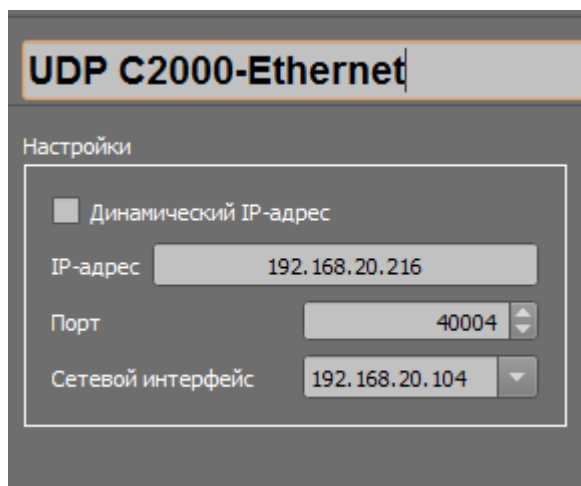 UDP C2000-Ethernet
Настройки
Динамический IP-адрес
IP-адрес 192.168.20.216
Порт 40004
Сетевой интерфейс 192.168.20.104